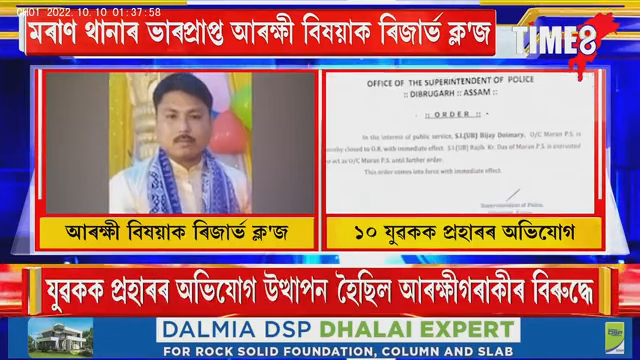 CH01 2022.10.10 01:37:58
মৰাণ থানাৰ ভাৰপ্ৰাপ্ত আৰক্ষী বিষয়াক ৰিজাৰ্ভ ক্ল'জ
TIME8
OFFICE OF THE SUPERINTENDENT OF POLICE
:: DIBRUGARH :: ASSAM ::
:: ORDER ::
In the interest of public service, S.I.(UB) Bijay Doimary, O/C Moran P.S.
closed to O.R. with immediate effect. S.I.(UB) Rajib Kr. Das of Moran P.S. is entrusted
act as O/C Moran P.S. until further order.
This order comes into force with immediate effect.
Superintendent of Police,
আৰক্ষী বিষয়াক ৰিজাৰ্ভ ক্ল'জ
১০ যুৱকক প্ৰহাৰৰ অভিযোগ
যুৱকক প্ৰহাৰৰ অভিযোগ উত্থাপন হৈছিল আৰক্ষীগৰাকীৰ বিৰুদ্ধে
DALMIA DSP DHALAI EXPERT
FOR ROCK SOLID FOUNDATION, COLUMN AND SLAB